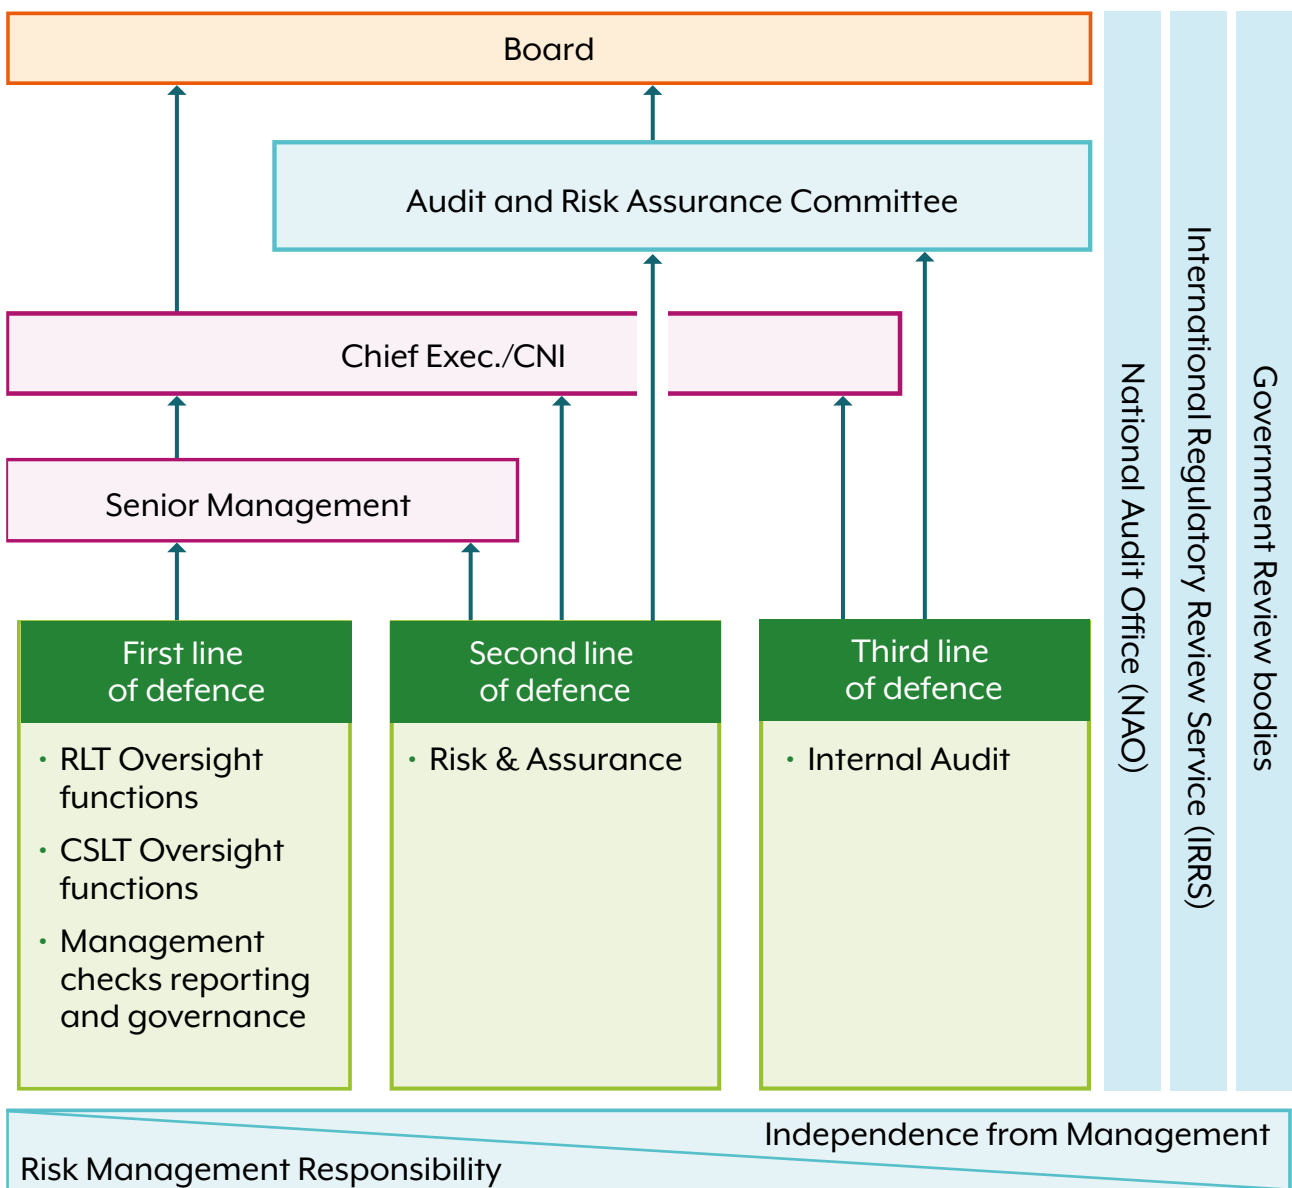 Board
Audit and Risk Assurance Committee
Chief Exec./CNI
Senior Management
First line
of defence
• RLT Oversight
functions
• CSLT Oversight
functions
• Management
checks reporting
and governance
Second line
of defence
• Risk & Assurance
Third line
of defence
• Internal Audit
National Audit Office (NAO)
International Regulatory Review Service (IRRS)
Government Review bodies
Independence from Management
Risk Management Responsibility